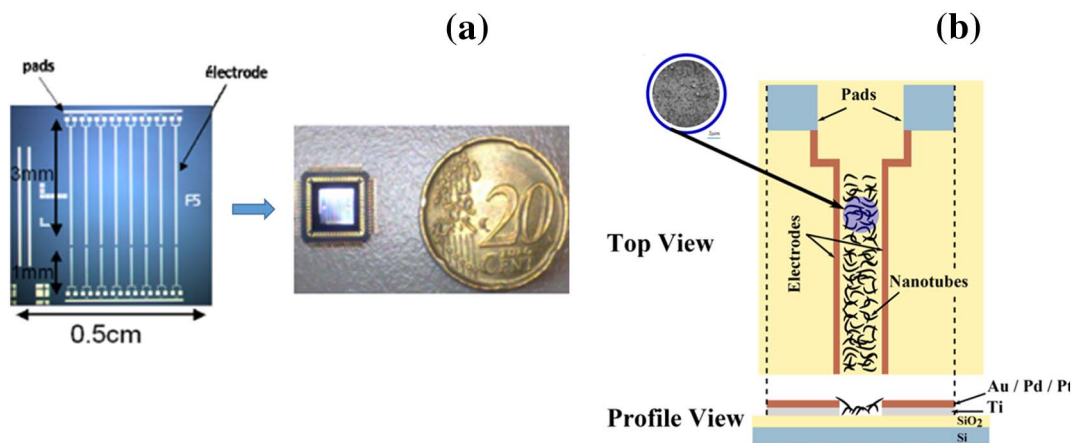 (a)
(b)
pads
électrode
3mm
F5
1mm
0.5cm
20
CENT
1µm
Pads
Top View
Electrodes
Nanotubes
Au / Pd / Pt
Ti
Profile View
SiO₂
Si